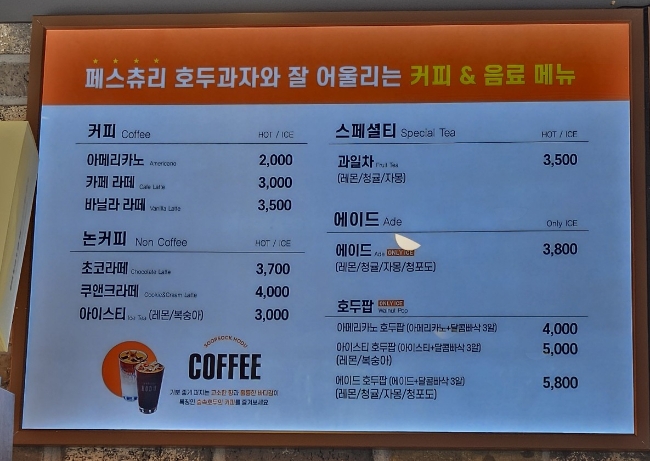 페스츄리 호두과자와 잘 어울리는 커피 & 음료 메뉴
커피 Coffee HOT / ICE
아메리카노 Americano 2,000
카페 라떼 Cafe Latte 3,000
바닐라 라떼 Vanilla Latte 3,500
논커피 Non Coffee HOT / ICE
초코라떼 Chocolate Latte 3,700
쿠앤크라떼 Cookie&Cream Latte 4,000
아이스티 Ice Tea (레몬/복숭아) 3,000
COFFEE
스페셜티 Special Tea HOT / ICE
과일차 Fruit Tea 3,500
(레몬/청귤/자몽)
에이드 Ade Only ICE
에이드 Ade ONLY ICE 3,800
(레몬/청귤/자몽/청포도)
호두팝 ONLY ICE Walnut Pop
아메리카노 호두팝 (아메리카노+달콤바삭 3알) 4,000
아이스티 호두팝 (아이스티+달콤바삭 3알) 5,000
(레몬/복숭아)
에이드 호두팝 (에이드+달콤바삭 3알) 5,800
(레몬/청귤/자몽/청포도)